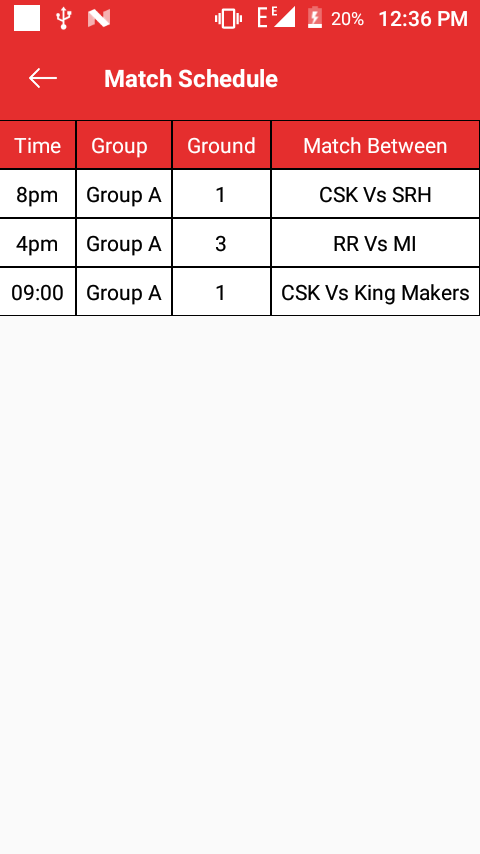 E E 20% 12:36 PM
Match Schedule
Time Group Ground Match Between
8pm Group A 1 CSK Vs SRH
4pm Group A 3 RR Vs MI
09:00 Group A 1 CSK Vs King Makers